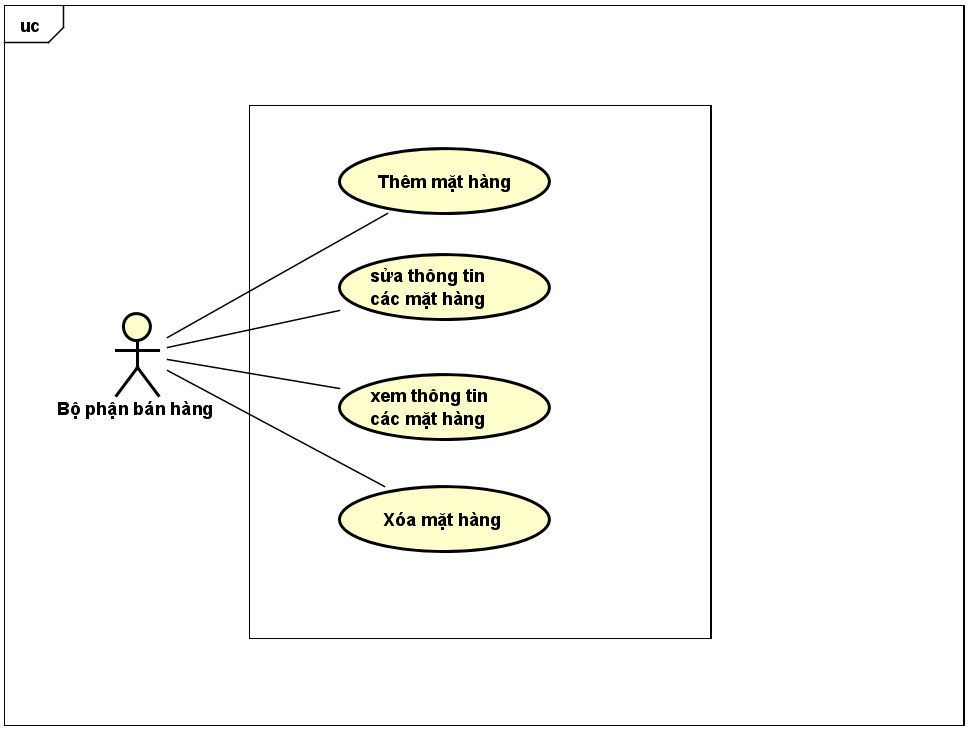 uc
Thêm mặt hàng
sửa thông tin
các mặt hàng
Bộ phận bán hàng
xem thông tin
các mặt hàng
Xóa mặt hàng